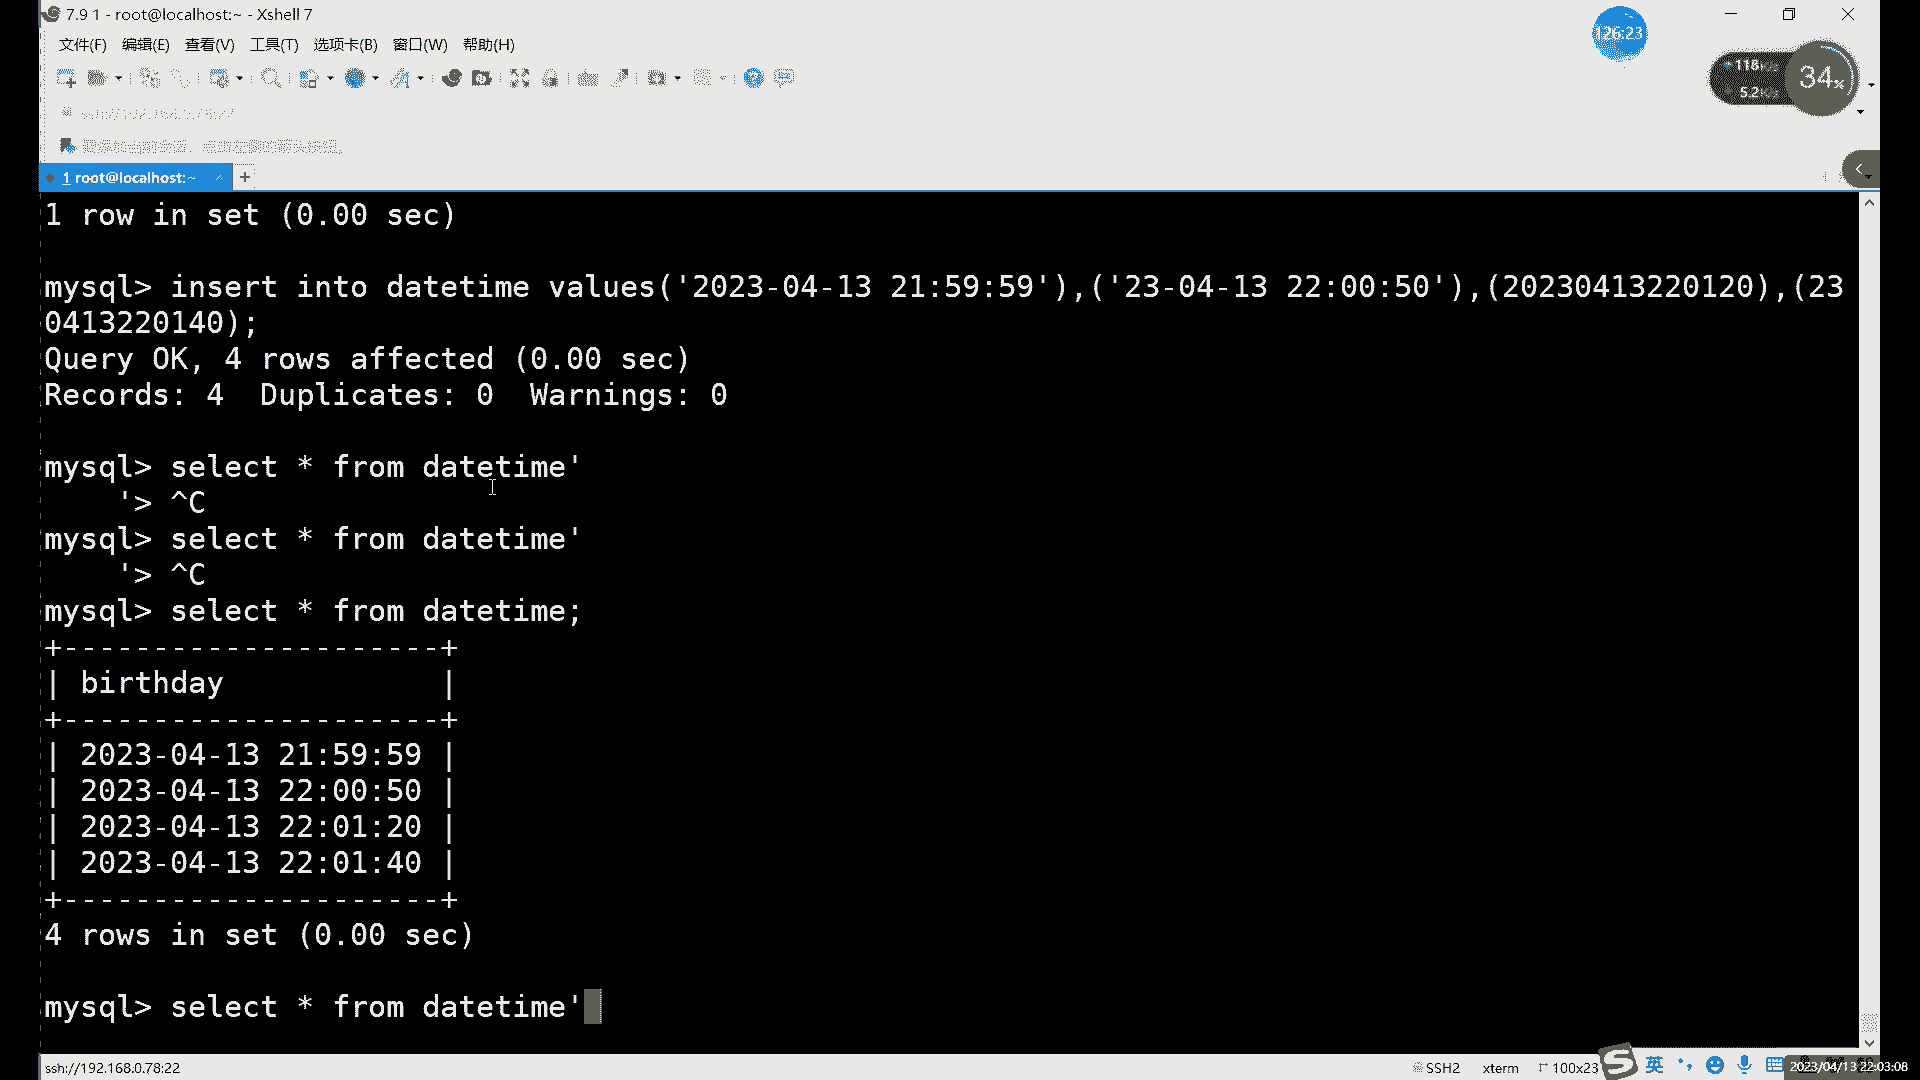 7.9 1 - root@localhost:~ - Xshell 7
126:23
文件(F) 编辑(E) 查看(V) 工具(T) 选项卡(B) 窗口(W) 帮助(H)
118K/s
5.2K/s
34%
1 root@localhost:~
1 row in set (0.00 sec)
mysql> insert into datetime values('2023-04-13 21:59:59'),('23-04-13 22:00:50'),(20230413220120),(23
0413220140);
Query OK, 4 rows affected (0.00 sec)
Records: 4  Duplicates: 0  Warnings: 0
mysql> select * from datetime'
    '> ^C
mysql> select * from datetime'
    '> ^C
mysql> select * from datetime;
+---------------------+
| birthday            |
+---------------------+
| 2023-04-13 21:59:59 |
| 2023-04-13 22:00:50 |
| 2023-04-13 22:01:20 |
| 2023-04-13 22:01:40 |
+---------------------+
4 rows in set (0.00 sec)
mysql> select * from datetime'
ssh://192.168.0.78:22
SSH2 xterm 100x23
英
2023/04/13 22:03:08